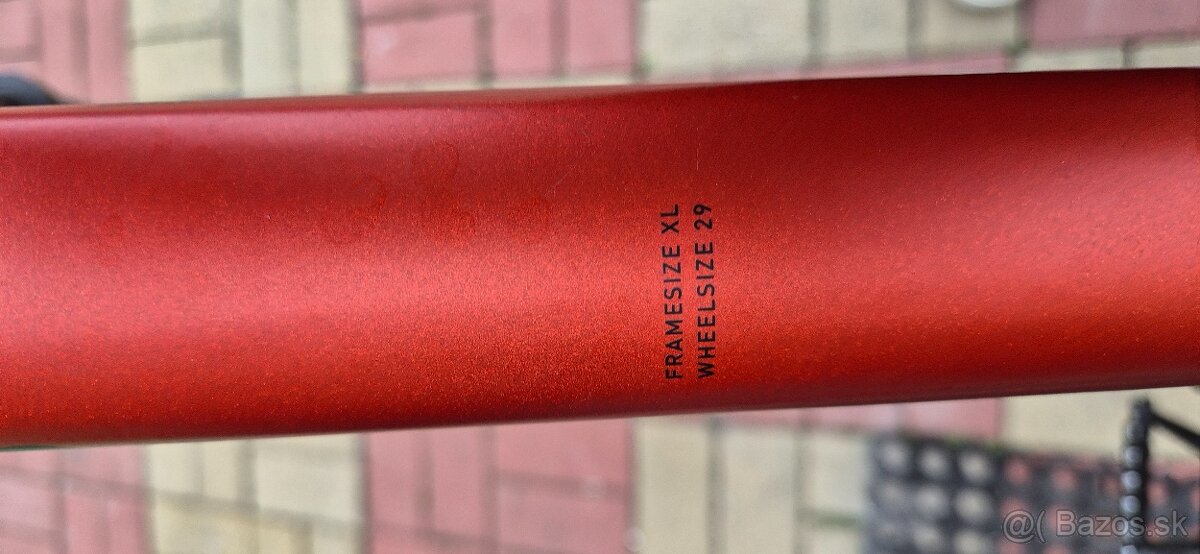 FRAMESIZE XL
WHEELSIZE 29
@( Bazos.sk